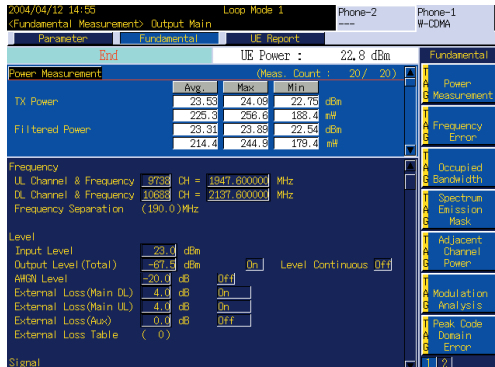 2004/04/12 14:55 Loop Mode 1 Phone-2 Phone-1
<Fundamental Measurement> Output Main ---- W-CDMA
Parameter Fundamental UE Report
End UE Power : 22.8 dBm Fundamental
Power Measurement (Meas. Count : 20/ 20)
Avg. Max Min
TX Power 23.53 24.09 22.75 dBm
225.3 256.6 188.4 mW
Filtered Power 23.31 23.89 22.54 dBm
214.4 244.9 179.4 mW
Frequency
UL Channel & Frequency 9738 CH = 1947.600000 MHz
DL Channel & Frequency 10688 CH = 2137.600000 MHz
Frequency Separation (190.0)MHz
Level
Input Level 23.0 dBm
Output Level(Total) -67.5 dBm On Level Continuous Off
AWGN Level -20.0 dB Off
External Loss(Main DL) 4.0 dB On
External Loss(Main UL) 4.0 dB On
External Loss(Aux) 0.0 dB Off
External Loss Table ( 0)
Signal
TAG Power Measurement
TAG Frequency Error
TAG Occupied Bandwidth
TAG Spectrum Emission Mask
TAG Adjacent Channel Power
TAG Modulation Analysis
TAG Peak Code Domain Error
1 2